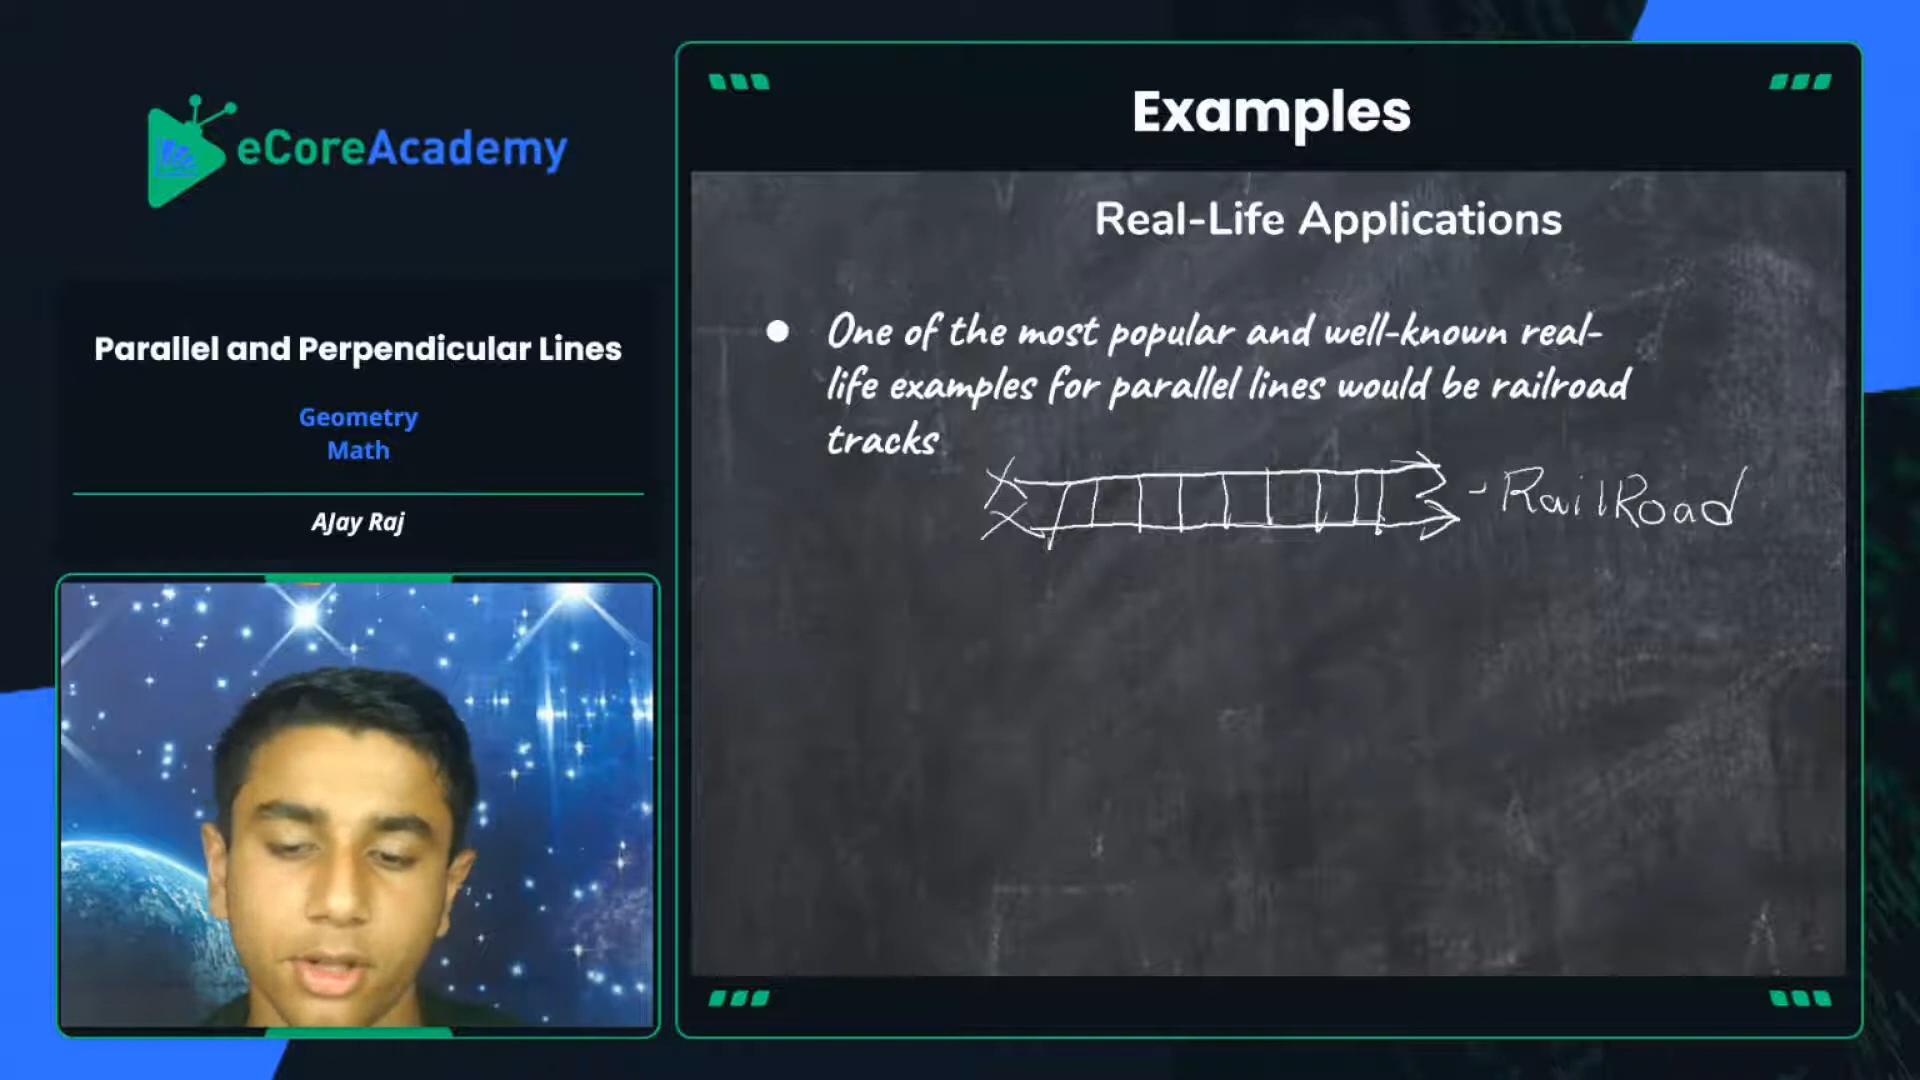 eCoreAcademy
Parallel and Perpendicular Lines
Geometry
Math
AJay Raj
Examples
Real-Life Applications
● One of the most popular and well-known real-
life examples for parallel lines would be railroad
tracks
- RailRoad